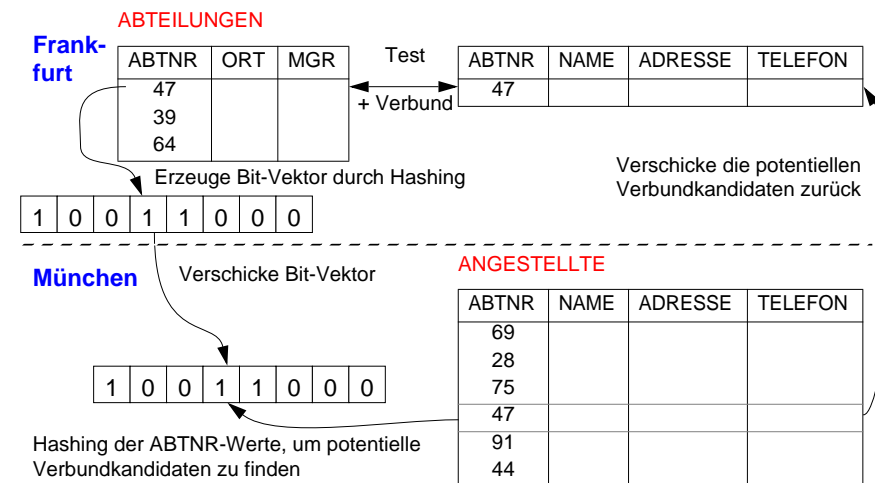 ABTEILUNGEN
Frank-
furt
ABTNR ORT MGR
47
39
64
Test
+ Verbund
ABTNR NAME ADRESSE TELEFON
47
Erzeuge Bit-Vektor durch Hashing
Verschicke die potentiellen
Verbundkandidaten zurück
1 0 0 1 1 0 0 0
München
Verschicke Bit-Vektor
ANGESTELLTE
ABTNR NAME ADRESSE TELEFON
69
28
75
47
91
44
1 0 0 1 1 0 0 0
Hashing der ABTNR-Werte, um potentielle
Verbundkandidaten zu finden